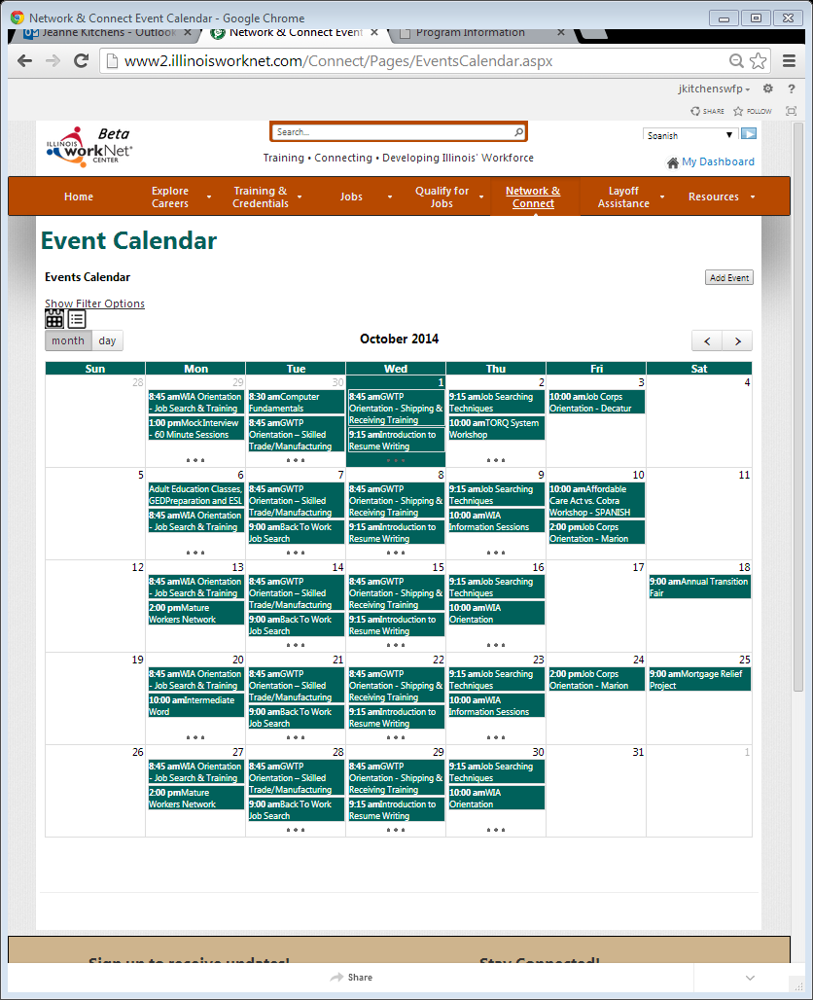 Network & Connect Event Calendar - Google Chrome
Jeanne Kitchens - Outlook
Network & Connect Event
Program Information
www2.illinoisworknet.com/Connect/Pages/EventsCalendar.aspx
jkitchenswfp
SHARE
FOLLOW
Beta
ILLINOIS
workNet
CENTER
Search...
Spanish
Training • Connecting • Developing Illinois' Workforce
My Dashboard
Home
Explore Careers
Training & Credentials
Jobs
Qualify for Jobs
Network & Connect
Layoff Assistance
Resources
Event Calendar
Events Calendar
Add Event
Show Filter Options
month day
October 2014
Sun Mon Tue Wed Thu Fri Sat
28
29
8:45 amWIA Orientation
- Job Search & Training
1:00 pmMock Interview
- 60 Minute Sessions
30
8:30 amComputer
Fundamentals
8:45 amGWTP
Orientation – Skilled
Trade/Manufacturing
1
8:45 amGWTP
Orientation - Shipping &
Receiving Training
9:15 amIntroduction to
Resume Writing
2
9:15 amJob Searching
Techniques
10:00 amTORQ System
Workshop
3
10:00 amJob Corps
Orientation - Decatur
4
5
6
Adult Education Classes,
GEDPreparation and ESL
8:45 amWIA Orientation
- Job Search & Training
7
8:45 amGWTP
Orientation – Skilled
Trade/Manufacturing
9:00 amBack To Work
Job Search
8
8:45 amGWTP
Orientation - Shipping &
Receiving Training
9:15 amIntroduction to
Resume Writing
9
9:15 amJob Searching
Techniques
10:00 amWIA
Information Sessions
10
10:00 amAffordable
Care Act vs. Cobra
Workshop - SPANISH
2:00 pmJob Corps
Orientation - Marion
11
12
13
8:45 amWIA Orientation
- Job Search & Training
2:00 pmMature
Workers Network
14
8:45 amGWTP
Orientation – Skilled
Trade/Manufacturing
9:00 amBack To Work
Job Search
15
8:45 amGWTP
Orientation - Shipping &
Receiving Training
9:15 amIntroduction to
Resume Writing
16
9:15 amJob Searching
Techniques
10:00 amWIA
Orientation
17
18
9:00 amAnnual Transition
Fair
19
20
8:45 amWIA Orientation
- Job Search & Training
10:00 amIntermediate
Word
21
8:45 amGWTP
Orientation – Skilled
Trade/Manufacturing
9:00 amBack To Work
Job Search
22
8:45 amGWTP
Orientation - Shipping &
Receiving Training
9:15 amIntroduction to
Resume Writing
23
9:15 amJob Searching
Techniques
10:00 amWIA
Information Sessions
24
2:00 pmJob Corps
Orientation - Marion
25
9:00 amMortgage Relief
Project
26
27
8:45 amWIA Orientation
- Job Search & Training
2:00 pmMature
Workers Network
28
8:45 amGWTP
Orientation – Skilled
Trade/Manufacturing
9:00 amBack To Work
Job Search
29
8:45 amGWTP
Orientation - Shipping &
Receiving Training
9:15 amIntroduction to
Resume Writing
30
9:15 amJob Searching
Techniques
10:00 amWIA
Orientation
31
1
Sign up to receive updates!
Stay Connected!
Share